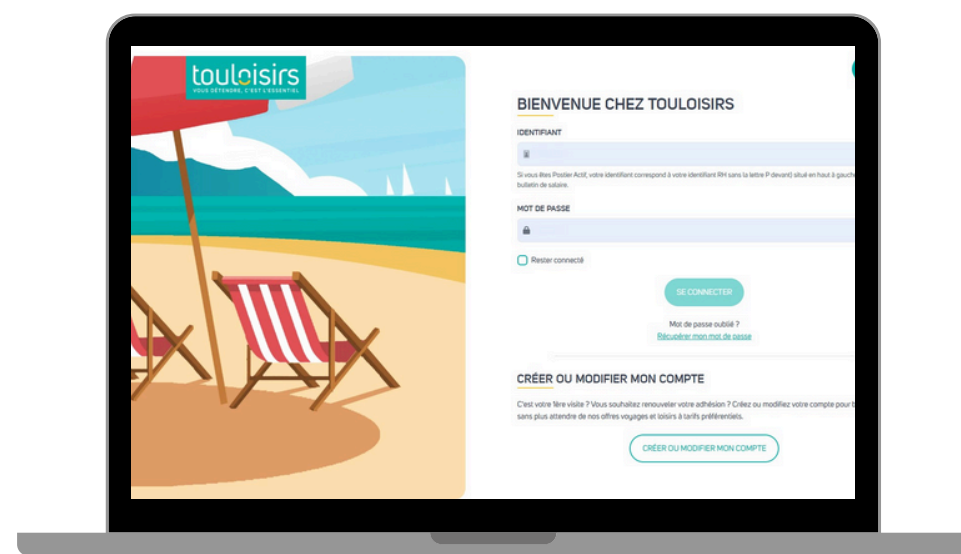 touloisirs
VOUS DÉTENDRE, C'EST L'ESSENTIEL
BIENVENUE CHEZ TOULOISIRS
IDENTIFIANT
Si vous êtes Postier Actif, votre identifiant correspond à votre identifiant RH sans la lettre P devant) situé en haut à gauche
bulletin de salaire.
MOT DE PASSE
Rester connecté
SE CONNECTER
Mot de passe oublié ?
Récupérer mon mot de passe
CRÉER OU MODIFIER MON COMPTE
C'est votre 1ère visite ? Vous souhaitez renouveler votre adhésion ? Créez ou modifiez votre compte pour b
sans plus attendre de nos offres voyages et loisirs à tarifs préférentiels.
CRÉER OU MODIFIER MON COMPTE